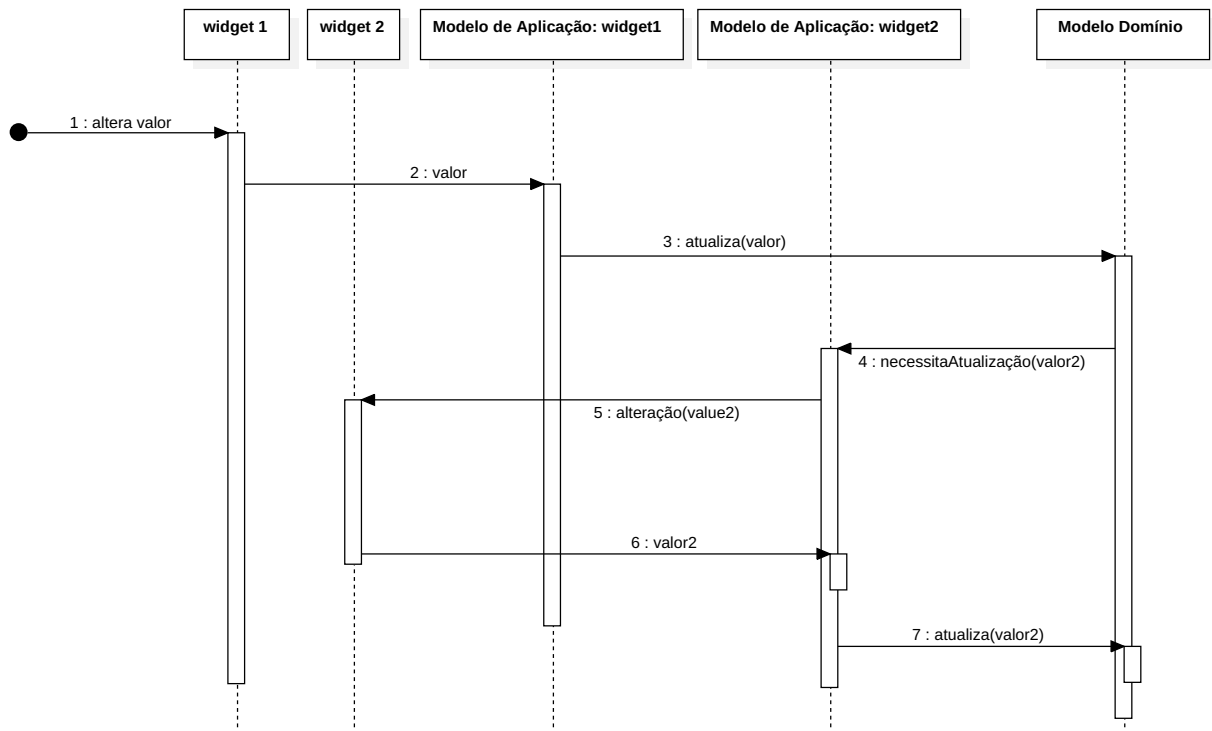 widget 1
widget 2
Modelo de Aplicação: widget1
Modelo de Aplicação: widget2
Modelo Domínio
1 : altera valor
2 : valor
3 : atualiza(valor)
4 : necessitaAtualização(valor2)
5 : alteração(value2)
6 : valor2
7 : atualiza(valor2)